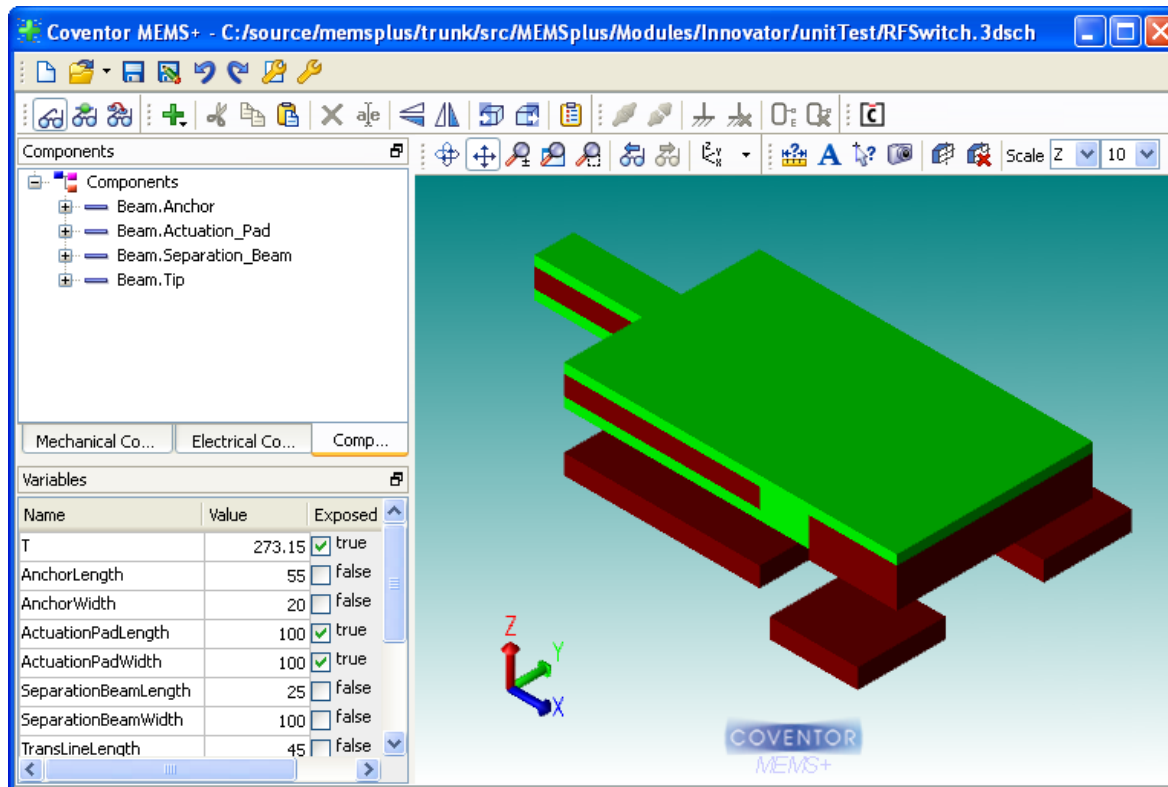 Coventor MEMS+ - C:/source/memsplus/trunk/src/MEMSplus/Modules/Innovator/unitTest/RFSwitch.3dsch
Scale Z 10
Components
Components
Beam.Anchor
Beam.Actuation_Pad
Beam.Separation_Beam
Beam.Tip
Mechanical Co... Electrical Co... Comp...
Variables
Name Value Exposed
T 273.15 true
AnchorLength 55 false
AnchorWidth 20 false
ActuationPadLength 100 true
ActuationPadWidth 100 true
SeparationBeamLength 25 false
SeparationBeamWidth 100 false
TransLineLength 45 false
Z
Y
X
COVENTOR
MEMS+